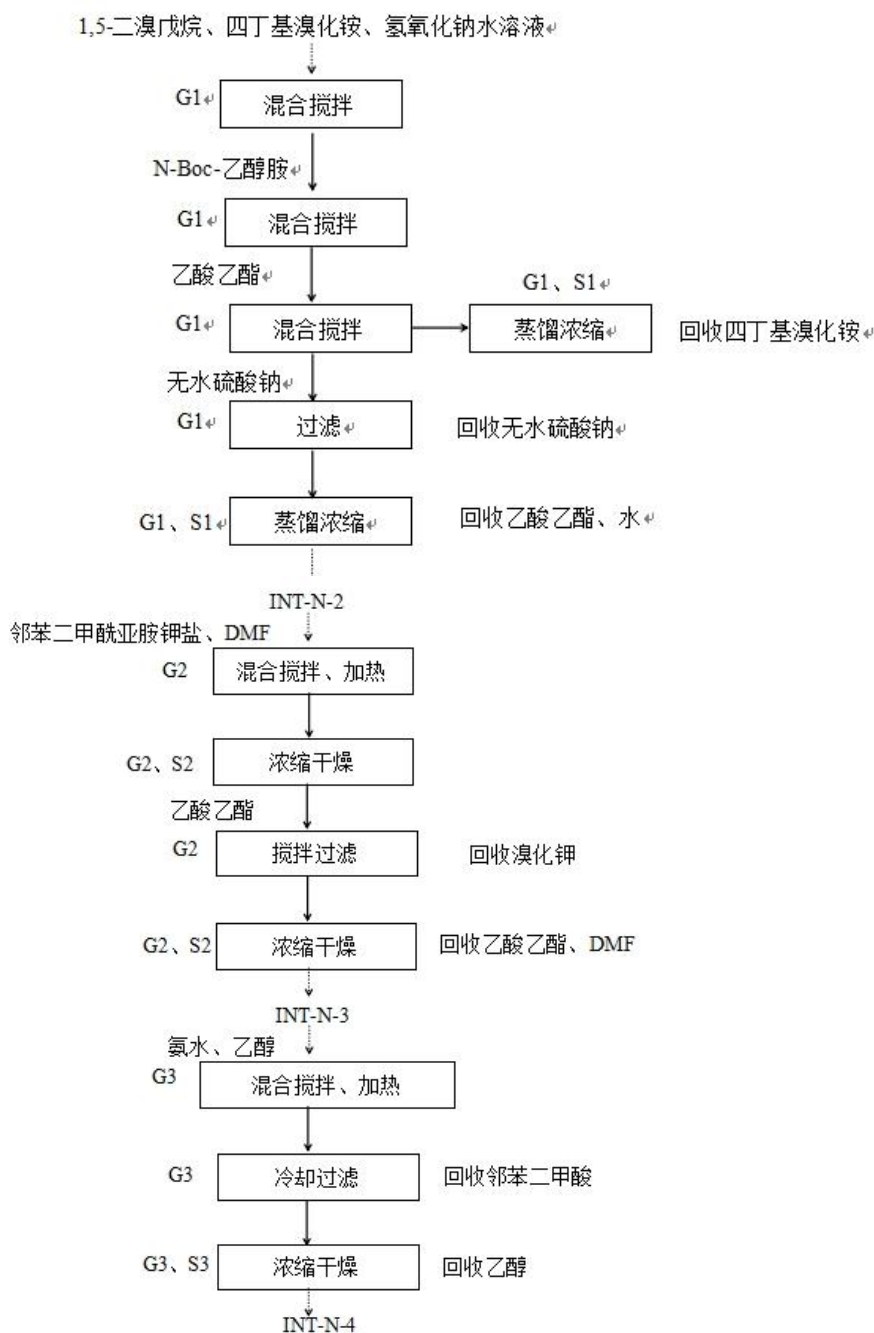 1,5-二溴戊烷、四丁基溴化铵、氢氧化钠水溶液
G1
混合搅拌
N-Boc-乙醇胺
G1
混合搅拌
乙酸乙酯
G1、S1
G1
混合搅拌
蒸馏浓缩
回收四丁基溴化铵
无水硫酸钠
G1
过滤
回收无水硫酸钠
G1、S1
蒸馏浓缩
回收乙酸乙酯、水
INT-N-2
邻苯二甲酰亚胺钾盐、DMF
G2
混合搅拌、加热
G2、S2
浓缩干燥
乙酸乙酯
G2
搅拌过滤
回收溴化钾
G2、S2
浓缩干燥
回收乙酸乙酯、DMF
INT-N-3
氨水、乙醇
G3
混合搅拌、加热
G3
冷却过滤
回收邻苯二甲酸
G3、S3
浓缩干燥
回收乙醇
INT-N-4